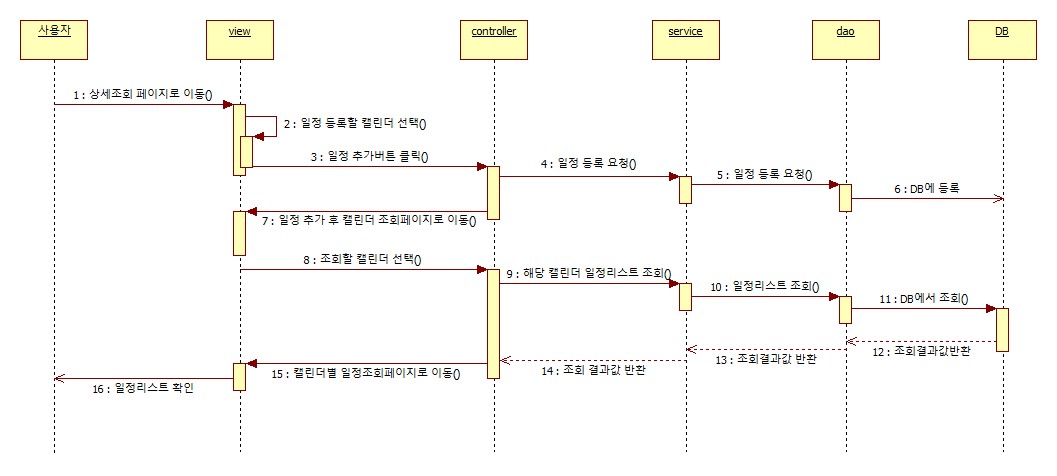 사용자
view
controller
service
dao
DB
1 : 상세조회 페이지로 이동()
2 : 일정 등록할 캘린더 선택()
3 : 일정 추가버튼 클릭()
4 : 일정 등록 요청()
5 : 일정 등록 요청()
6 : DB에 등록
7 : 일정 추가 후 캘린더 조회페이지로 이동()
8 : 조회할 캘린더 선택()
9 : 해당 캘린더 일정리스트 조회()
10 : 일정리스트 조회()
11 : DB에서 조회()
12 : 조회결과값반환
13 : 조회결과값 반환
14 : 조회 결과값 반환
15 : 캘린더별 일정조회페이지로 이동()
16 : 일정리스트 확인